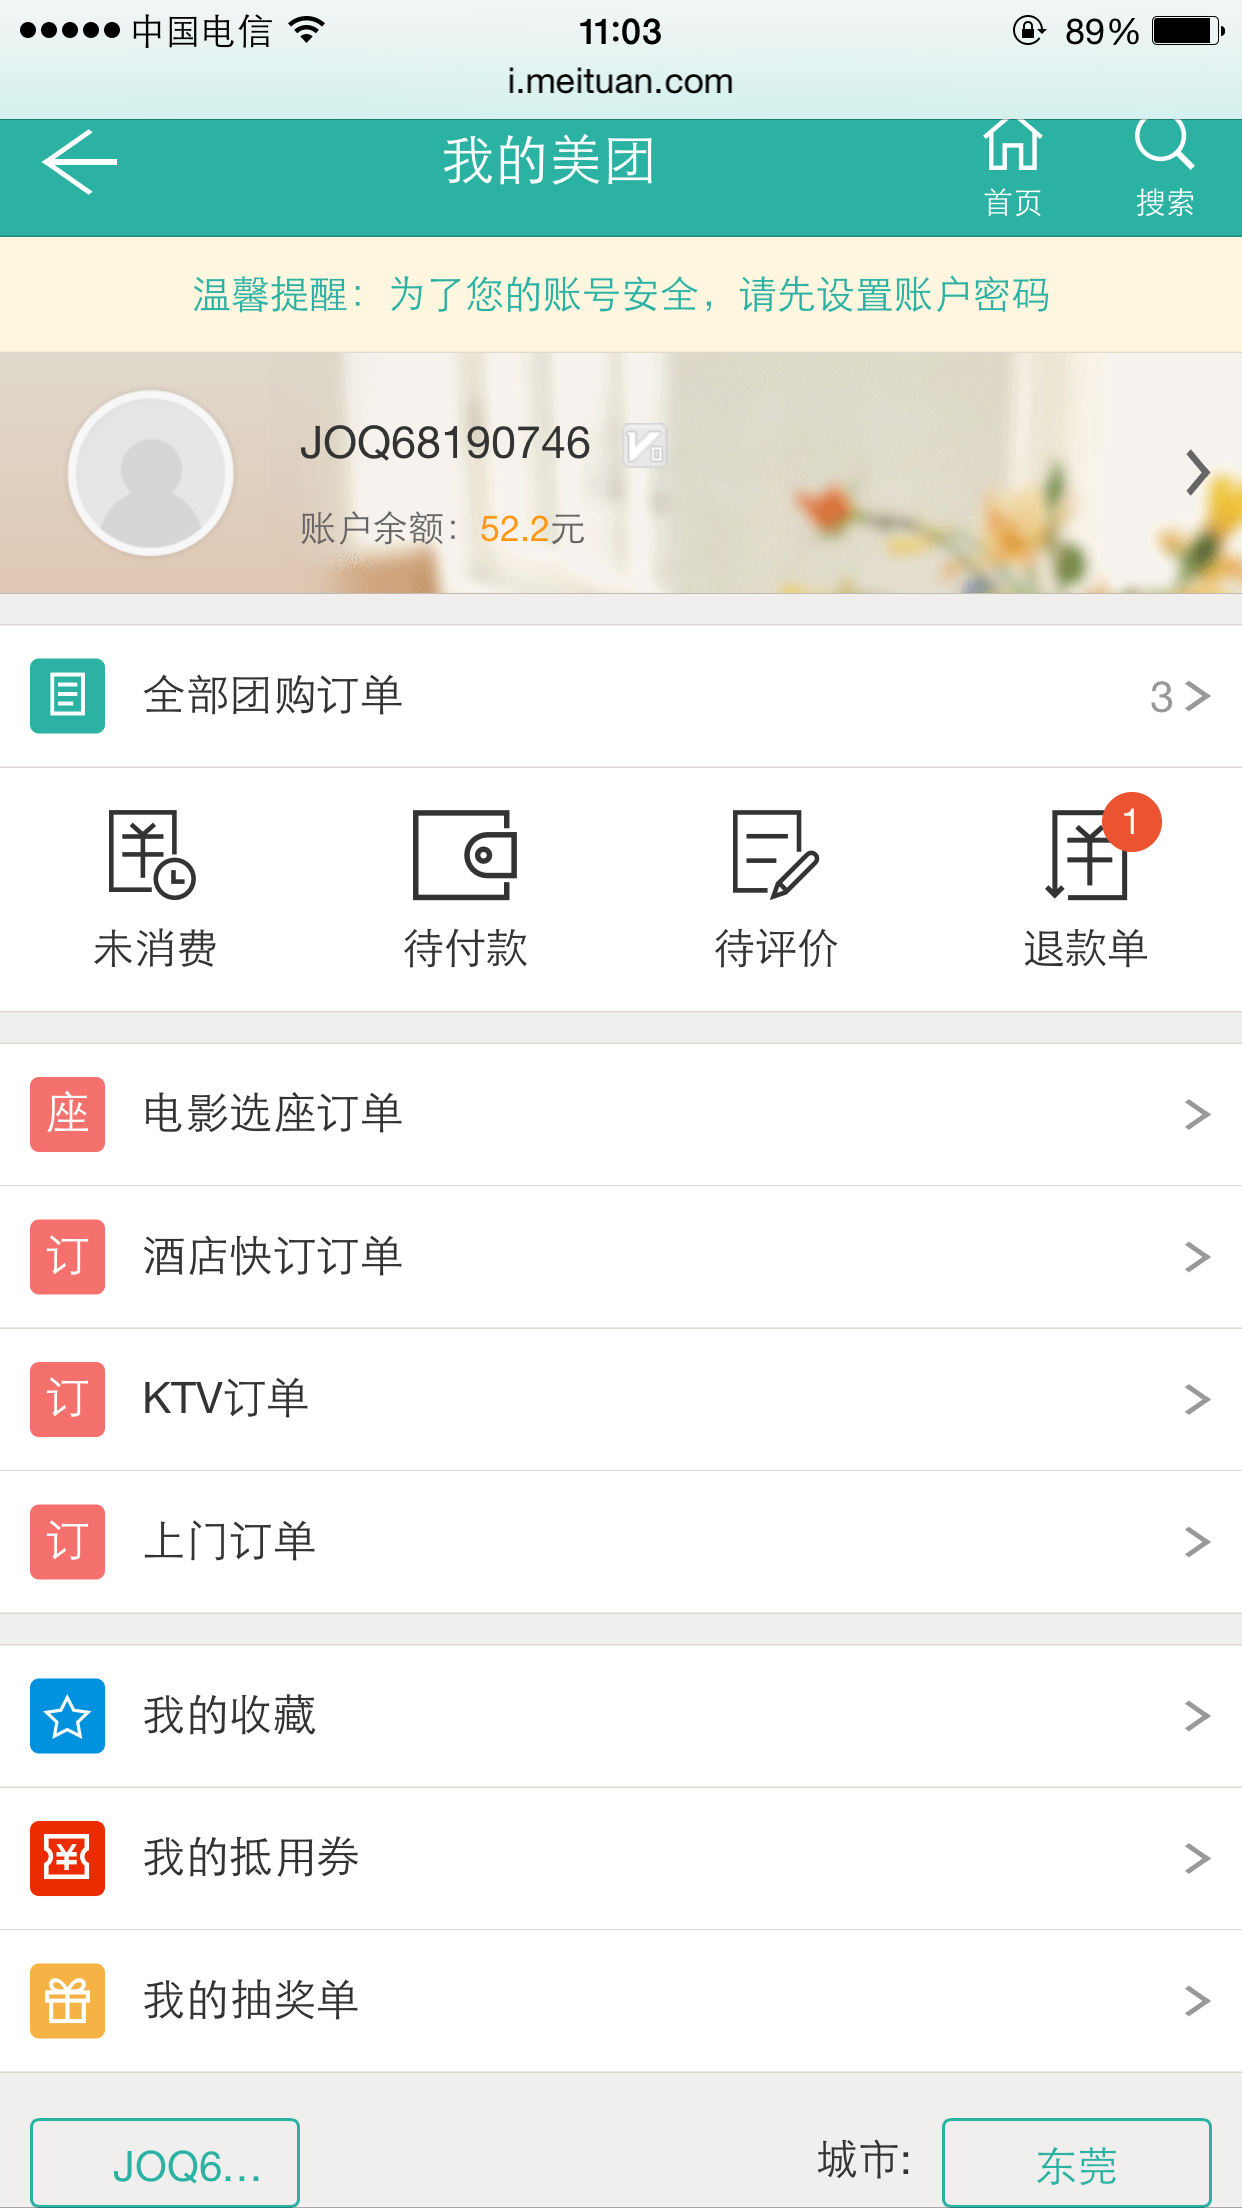 中国电信 11:03 89%
i.meituan.com
我的美团
首页 搜索
温馨提醒：为了您的账号安全，请先设置账户密码
JOQ68190746 V0
账户余额：52.2元
全部团购订单 3
1
未消费 待付款 待评价 退款单
座 电影选座订单
订 酒店快订订单
订 KTV订单
订 上门订单
我的收藏
我的抵用券
我的抽奖单
JOQ6... 城市: 东莞